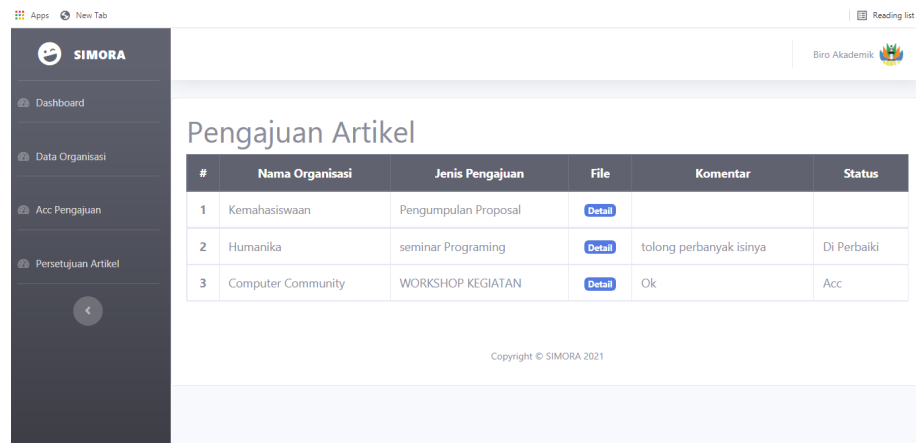 Apps New Tab Reading list
SIMORA
Biro Akademik
Dashboard
Data Organisasi
Acc Pengajuan
Persetujuan Artikel
Pengajuan Artikel
# Nama Organisasi Jenis Pengajuan File Komentar Status
1 Kemahasiswaan Pengumpulan Proposal Detail
2 Humanika seminar Programing Detail tolong perbanyak isinya Di Perbaiki
3 Computer Community WORKSHOP KEGIATAN Detail Ok Acc
Copyright © SIMORA 2021